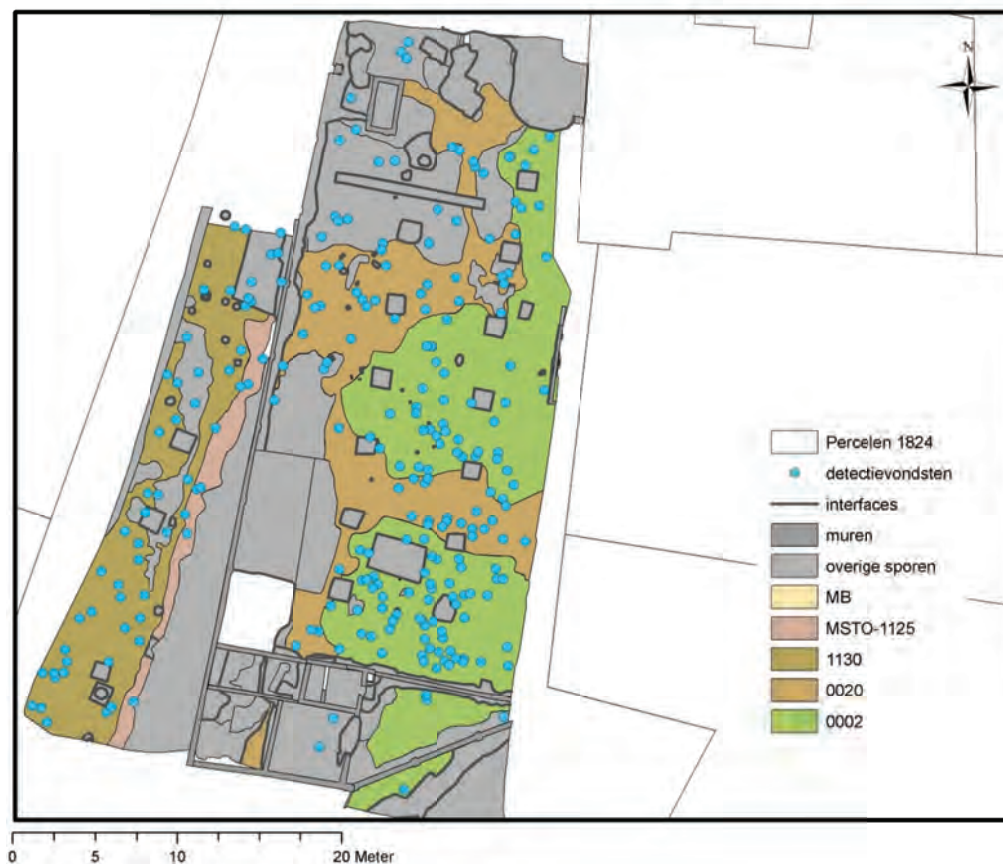 N
Percelen 1824
detectievondsten
interfaces
muren
overige sporen
MB
MSTO-1125
1130
0020
0002
0 5 10 20 Meter